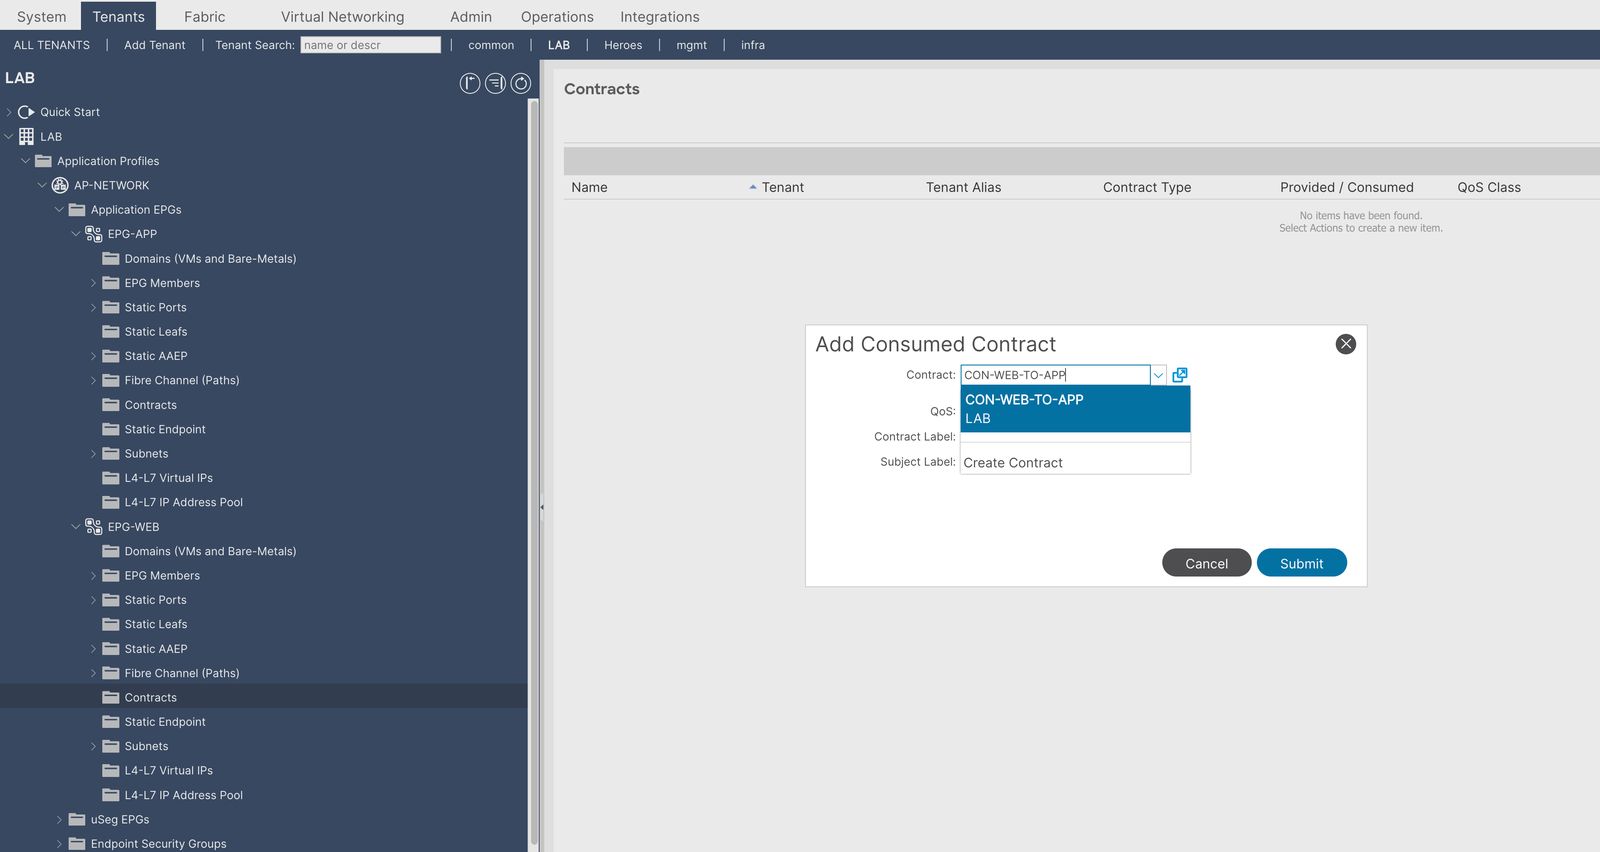 System Tenants Fabric Virtual Networking Admin Operations Integrations
ALL TENANTS | Add Tenant | Tenant Search: name or descr | common | LAB | Heroes | mgmt | infra
LAB
Quick Start
LAB
Application Profiles
AP-NETWORK
Application EPGs
EPG-APP
Domains (VMs and Bare-Metals)
EPG Members
Static Ports
Static Leafs
Static AAEP
Fibre Channel (Paths)
Contracts
Static Endpoint
Subnets
L4-L7 Virtual IPs
L4-L7 IP Address Pool
EPG-WEB
Domains (VMs and Bare-Metals)
EPG Members
Static Ports
Static Leafs
Static AAEP
Fibre Channel (Paths)
Contracts
Static Endpoint
Subnets
L4-L7 Virtual IPs
L4-L7 IP Address Pool
uSeg EPGs
Endpoint Security Groups
Contracts
Name Tenant Tenant Alias Contract Type Provided / Consumed QoS Class
No items have been found.
Select Actions to create a new item.
Add Consumed Contract
Contract: CON-WEB-TO-APP
CON-WEB-TO-APP
LAB
QoS:
Contract Label:
Subject Label:
Create Contract
Cancel Submit